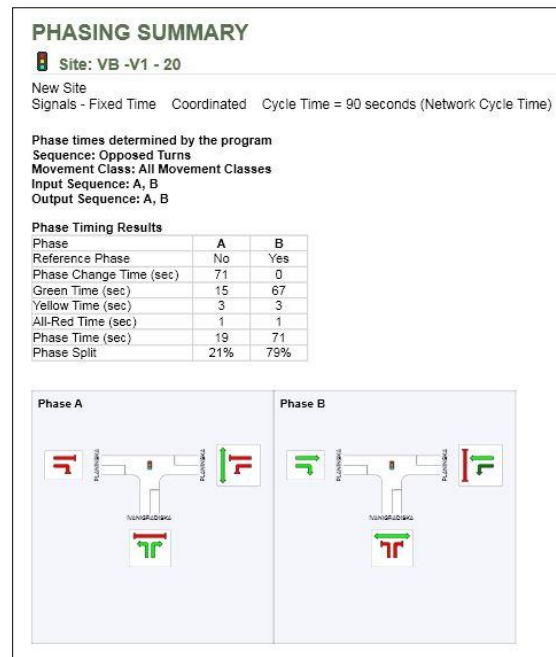 PHASING SUMMARY
Site: VB -V1 - 20
New Site
Signals - Fixed Time Coordinated Cycle Time = 90 seconds (Network Cycle Time)
Phase times determined by the program
Sequence: Opposed Turns
Movement Class: All Movement Classes
Input Sequence: A, B
Output Sequence: A, B
Phase Timing Results
Phase A B
Reference Phase No Yes
Phase Change Time (sec) 71 0
Green Time (sec) 15 67
Yellow Time (sec) 3 3
All-Red Time (sec) 1 1
Phase Time (sec) 19 71
Phase Split 21% 79%
Phase A
PLANINSKA
PLANINSKA
Phase B
PLANINSKA
PLANINSKA